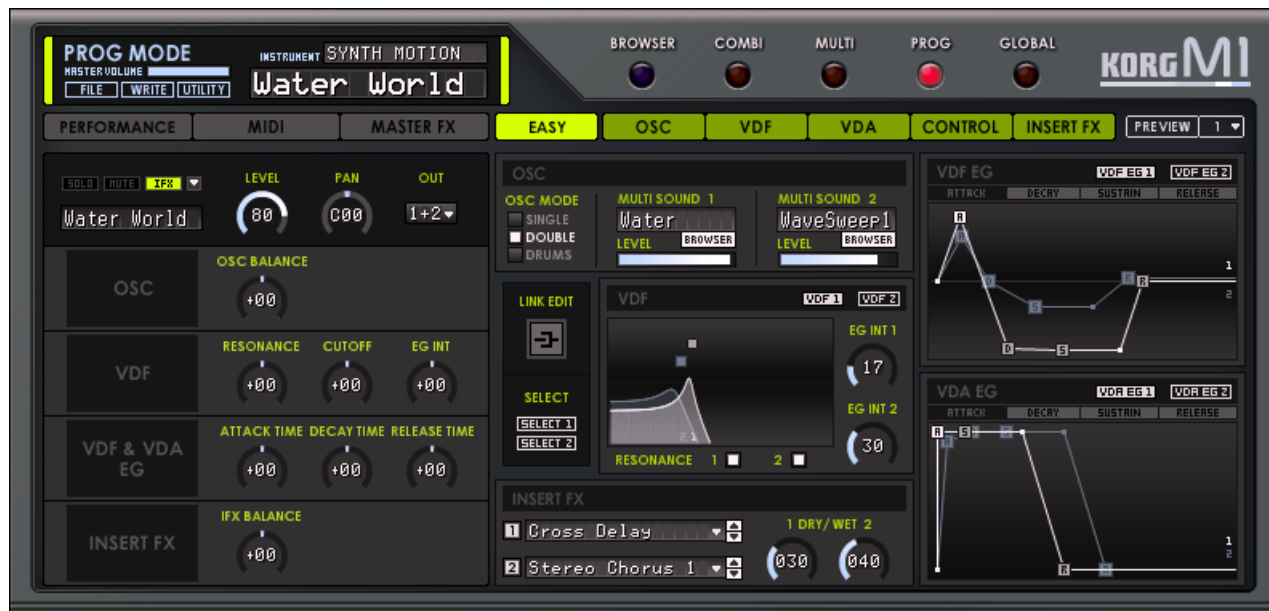 PROG MODE
INSTRUMENT SYNTH MOTION
MASTER VOLUME
FILE WRITE UTILITY
Water World
BROWSER COMBI MULTI PROG GLOBAL
KORG M1
PERFORMANCE MIDI MASTER FX EASY OSC VDF VDA CONTROL INSERT FX PREVIEW 1
SOLO MUTE IFX
LEVEL PAN OUT
Water World 80 C00 1+2
OSC
OSC BALANCE
+00
VDF
RESONANCE CUTOFF EG INT
+00 +00 +00
VDF & VDA
EG
ATTACK TIME DECAY TIME RELEASE TIME
+00 +00 +00
INSERT FX
IFX BALANCE
+00
OSC
OSC MODE
SINGLE
DOUBLE
DRUMS
MULTI SOUND 1
Water
LEVEL BROWSER
MULTI SOUND 2
WaveSweep1
LEVEL BROWSER
LINK EDIT
SELECT
SELECT 1
SELECT 2
VDF VDF 1 VDF 2
2 1
EG INT 1
17
EG INT 2
30
RESONANCE 1 2
INSERT FX
1 Cross Delay
2 Stereo Chorus 1
1 DRY/WET 2
030 040
VDF EG VDF EG 1 VDF EG 2
ATTACK DECAY SUSTAIN RELEASE
A
A
D
R R
S
D S
1
2
VDA EG VDA EG 1 VDA EG 2
ATTACK DECAY SUSTAIN RELEASE
A S
R
1
2